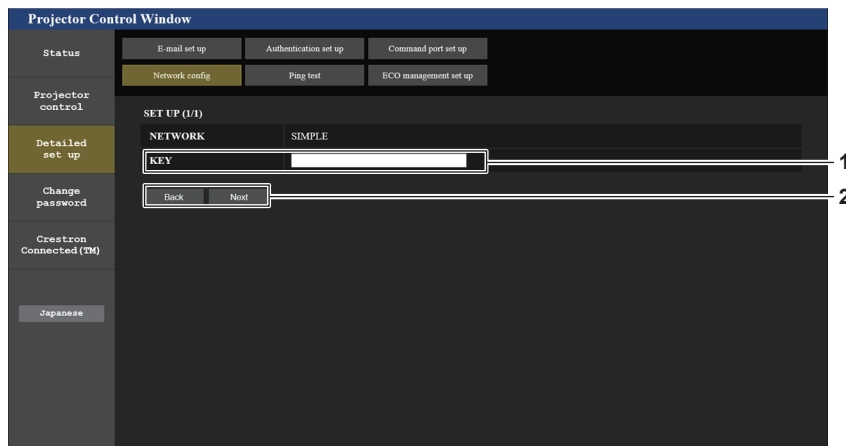 Projector Control Window
Status
E-mail set up
Authentication set up
Command port set up
Network config
Ping test
ECO management set up
Projector
control
SET UP (1/1)
NETWORK SIMPLE
Detailed
set up
KEY
1
Back
Next
2
Change
password
Crestron
Connected(TM)
Japanese